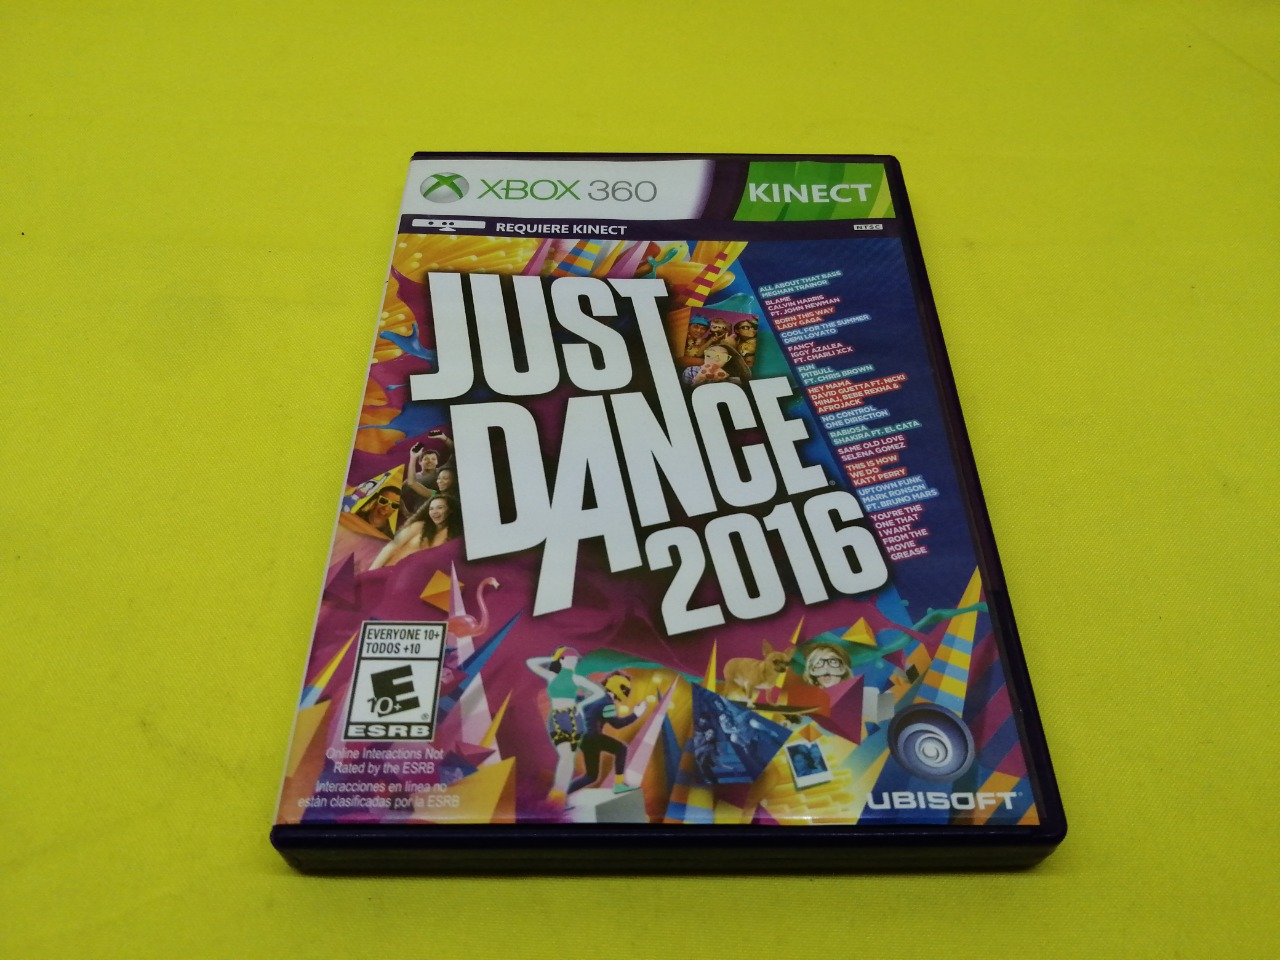 XBOX 360
KINECT
REQUIERE KINECT
NTSC
JUST
DANCE
2016
ALL ABOUT THAT BASS
MEGHAN TRAINOR
BLAME
CALVIN HARRIS
FT. JOHN NEWMAN
BORN THIS WAY
LADY GAGA
COOL FOR THE SUMMER
DEMI LOVATO
FANCY
IGGY AZALEA
FT. CHARLI XCX
FUN
PITBULL
FT. CHRIS BROWN
HEY MAMA
DAVID GUETTA FT. NICKI
MINAJ, BEBE REXHA &
AFROJACK
NO CONTROL
ONE DIRECTION
RABIOSA
SHAKIRA FT. EL CATA
SAME OLD LOVE
SELENA GOMEZ
THIS IS HOW
WE DO
KATY PERRY
UPTOWN FUNK
MARK RONSON
FT. BRUNO MARS
YOU'RE THE
ONE THAT
I WANT
FROM THE
MOVIE
GREASE
EVERYONE 10+
TODOS +10
E
10+
ESRB
Online Interactions Not
Rated by the ESRB
Interacciones en línea no
están clasificadas por la ESRB
UBISOFT